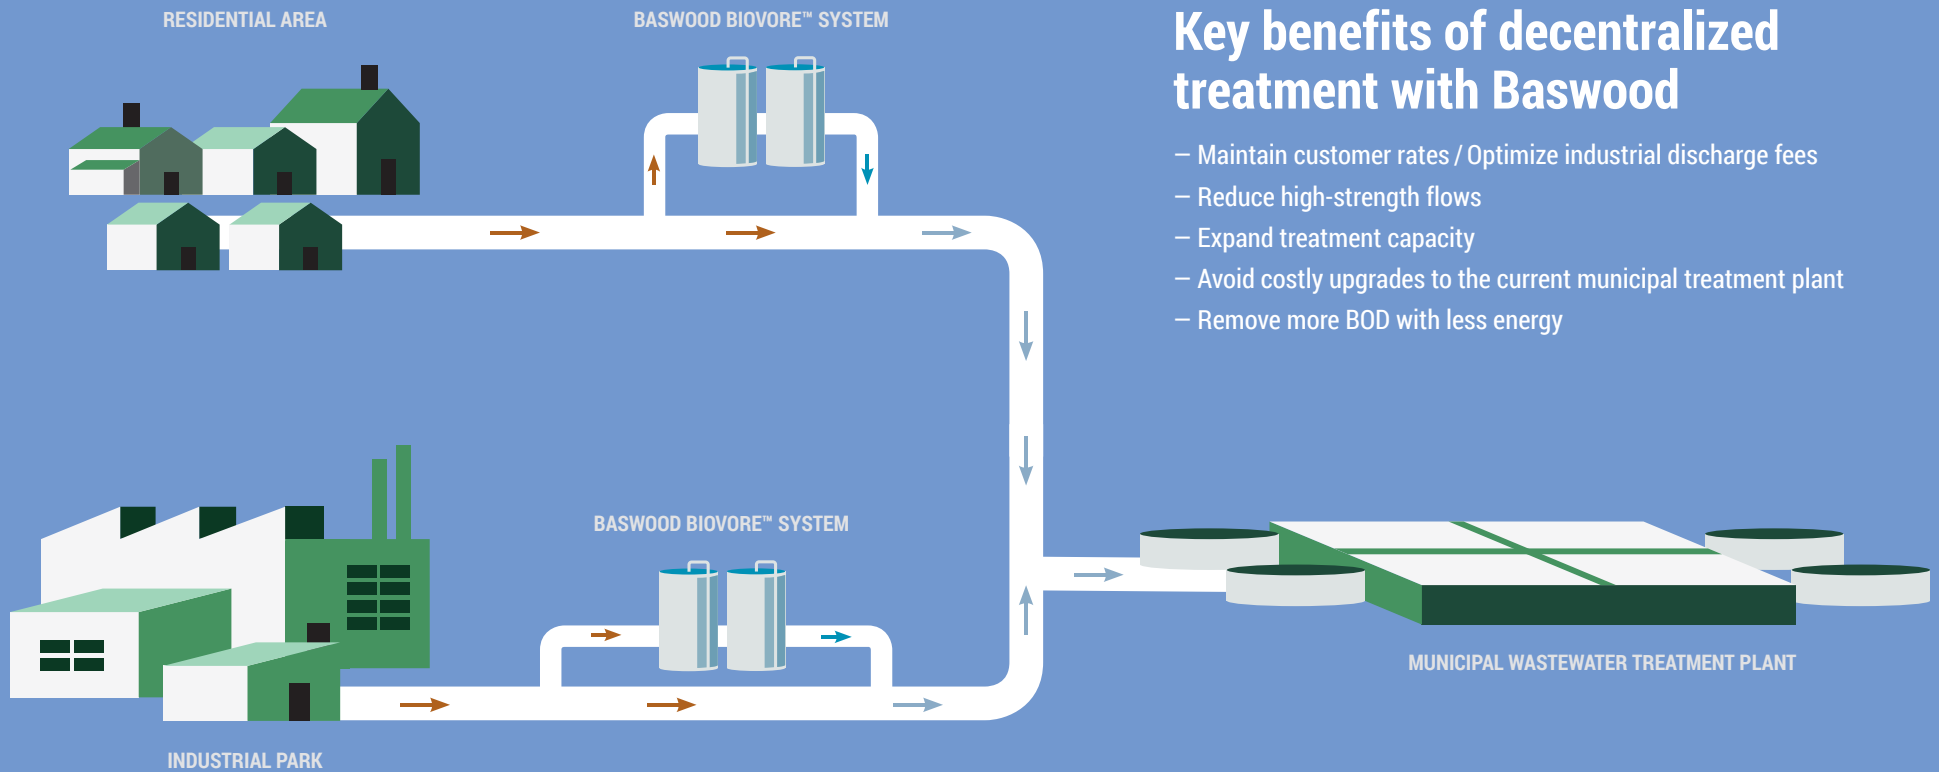 RESIDENTIAL AREA
BASWOOD BIOVORE™ SYSTEM
Key benefits of decentralized
treatment with Baswood
– Maintain customer rates / Optimize industrial discharge fees
– Reduce high-strength flows
– Expand treatment capacity
– Avoid costly upgrades to the current municipal treatment plant
– Remove more BOD with less energy
BASWOOD BIOVORE™ SYSTEM
MUNICIPAL WASTEWATER TREATMENT PLANT
INDUSTRIAL PARK